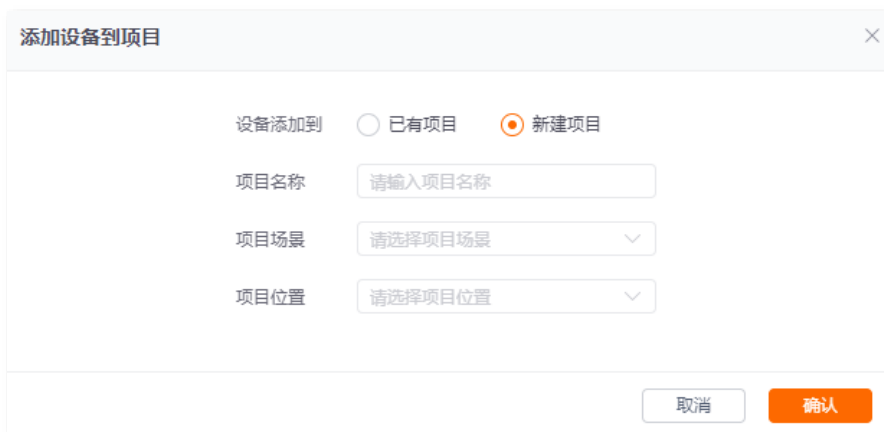 添加设备到项目
设备添加到 已有项目 新建项目
项目名称 请输入项目名称
项目场景 请选择项目场景
项目位置 请选择项目位置
取消 确认